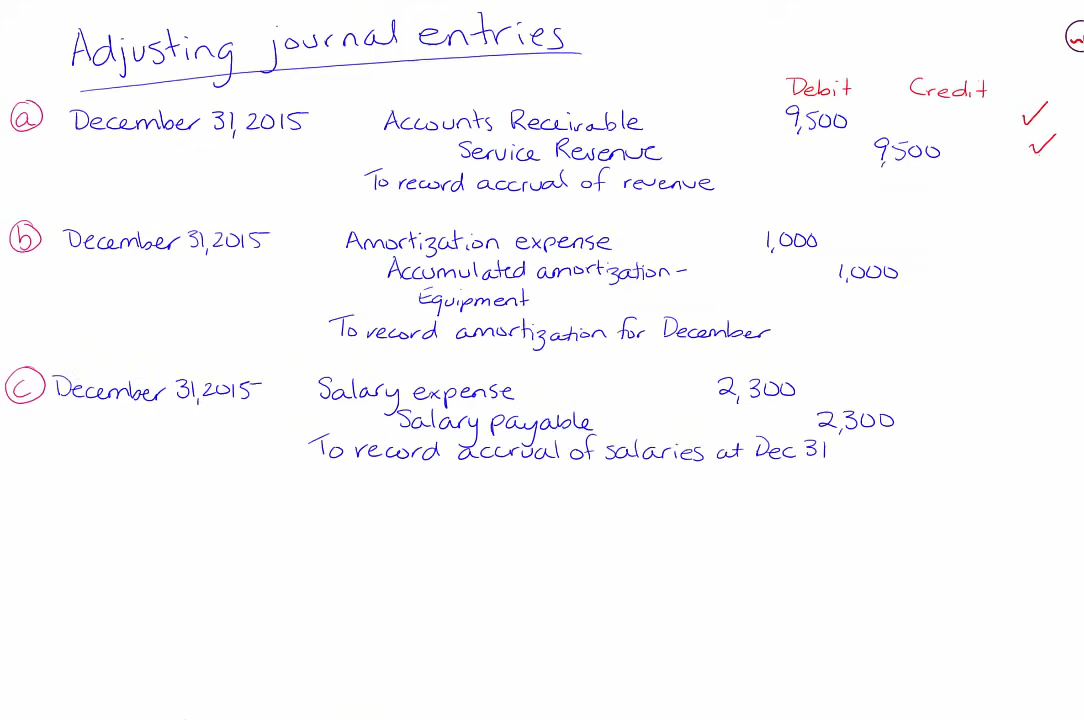 Adjusting journal entries
Debit Credit
a December 31, 2015 Accounts Receivable 9,500 ✓
Service Revenue 9,500 ✓
To record accrual of revenue
b December 31, 2015 Amortization expense 1,000
Accumulated amortization - 1,000
Equipment
To record amortization for December
c December 31, 2015 Salary expense 2,300
Salary payable 2,300
To record accrual of salaries at Dec 31